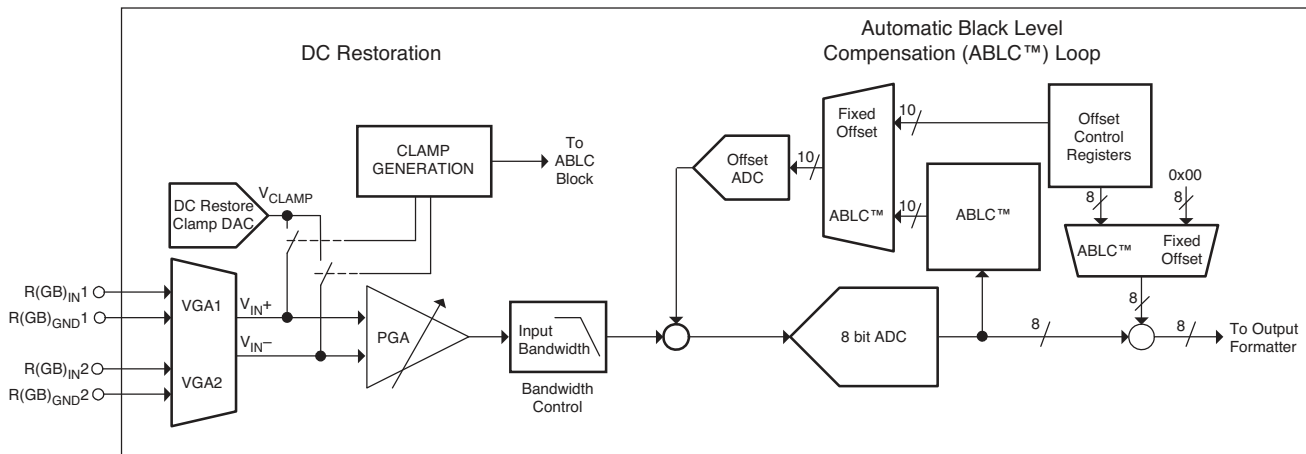 DC Restoration
Automatic Black Level
Compensation (ABLC™) Loop
CLAMP
GENERATION
To
ABLC
Block
Offset
ADC
10
Fixed
Offset
ABLC™
10
10
ABLC™
Offset
Control
Registers
8
0x00
8
ABLC™
Fixed
Offset
8
DC Restore
Clamp DAC
V_CLAMP
R(GB)_IN1
R(GB)_GND1
R(GB)_IN2
R(GB)_GND2
VGA1
VGA2
V_IN+
V_IN–
PGA
Input
Bandwidth
Bandwidth
Control
8 bit ADC
8
8
To Output
Formatter